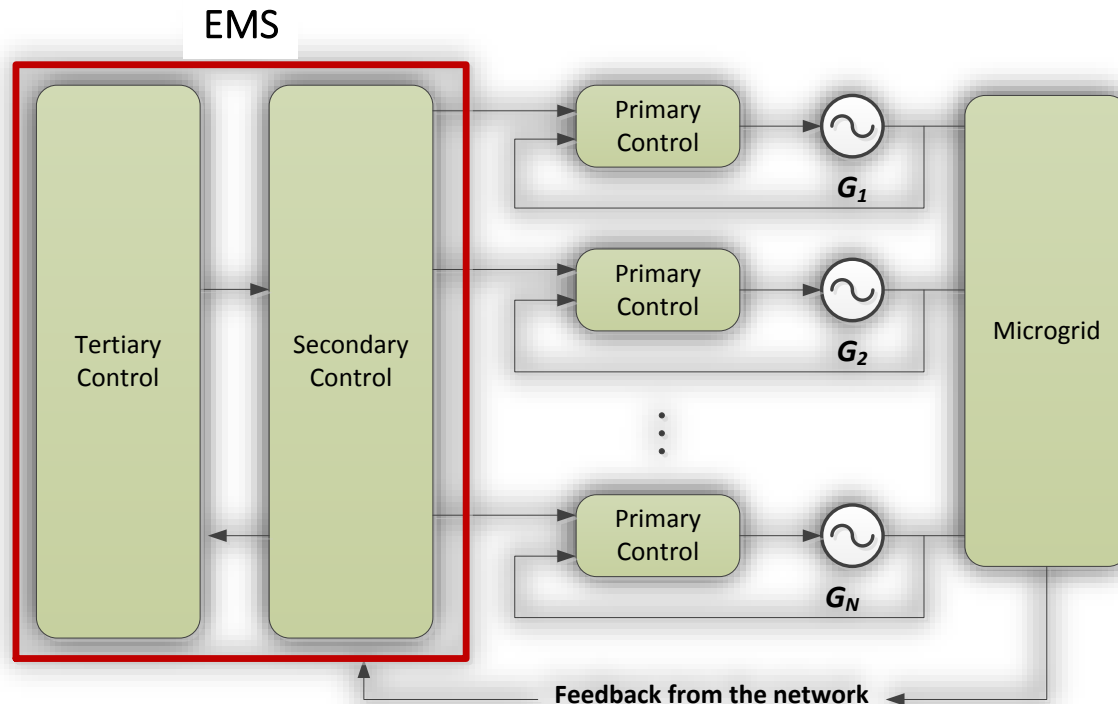 EMS
Tertiary
Control
Secondary
Control
Primary
Control
G1
Primary
Control
G2
Primary
Control
GN
Microgrid
Feedback from the network